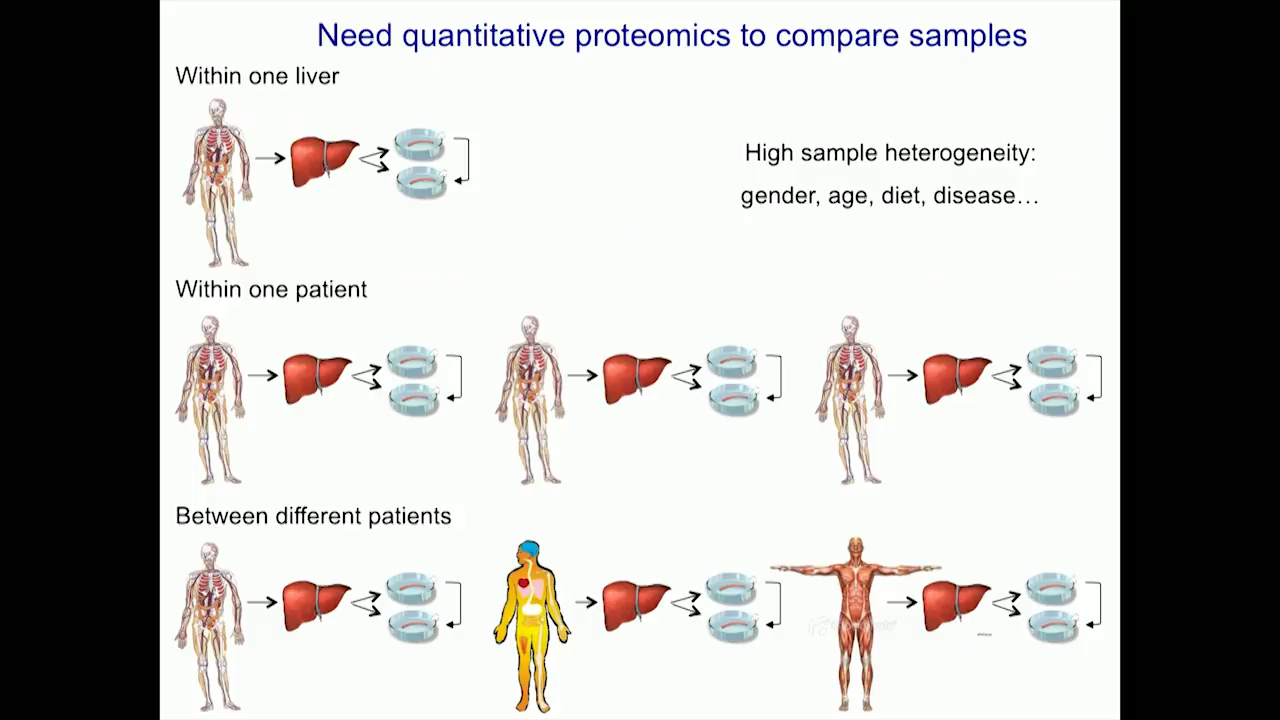 Need quantitative proteomics to compare samples
Within one liver
High sample heterogeneity:
gender, age, diet, disease…
Within one patient
Between different patients